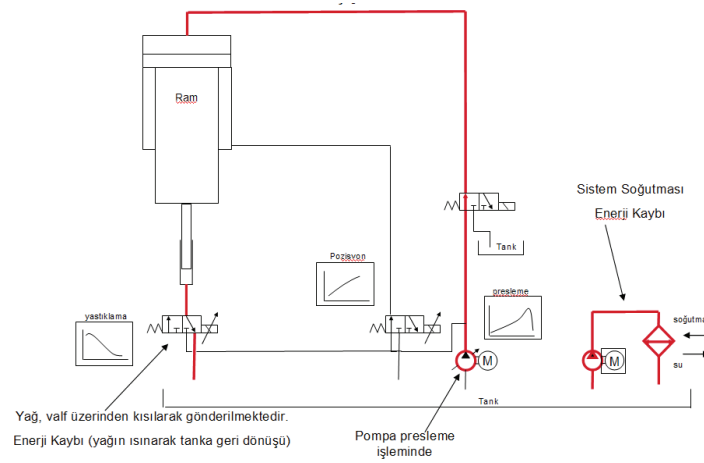 Ram
Sistem Soğutması
Enerji Kaybı
Tank
Pozisyon
presleme
yastıklama
soğutma
su
M
M
Tank
Yağ, valf üzerinden kısılarak gönderilmektedir.
Enerji Kaybı (yağın ısınarak tanka geri dönüşü)
Pompa presleme
işleminde